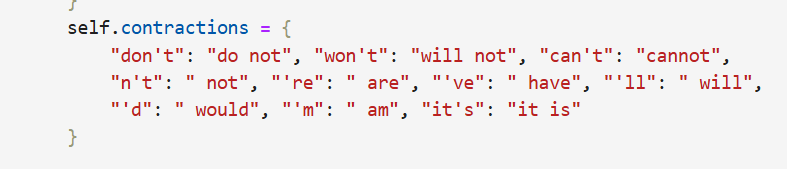 }
self.contractions = {
"don't": "do not", "won't": "will not", "can't": "cannot",
"n't": " not", "'re": " are", "'ve": " have", "'ll": " will",
"'d": " would", "'m": " am", "it's": "it is"
}